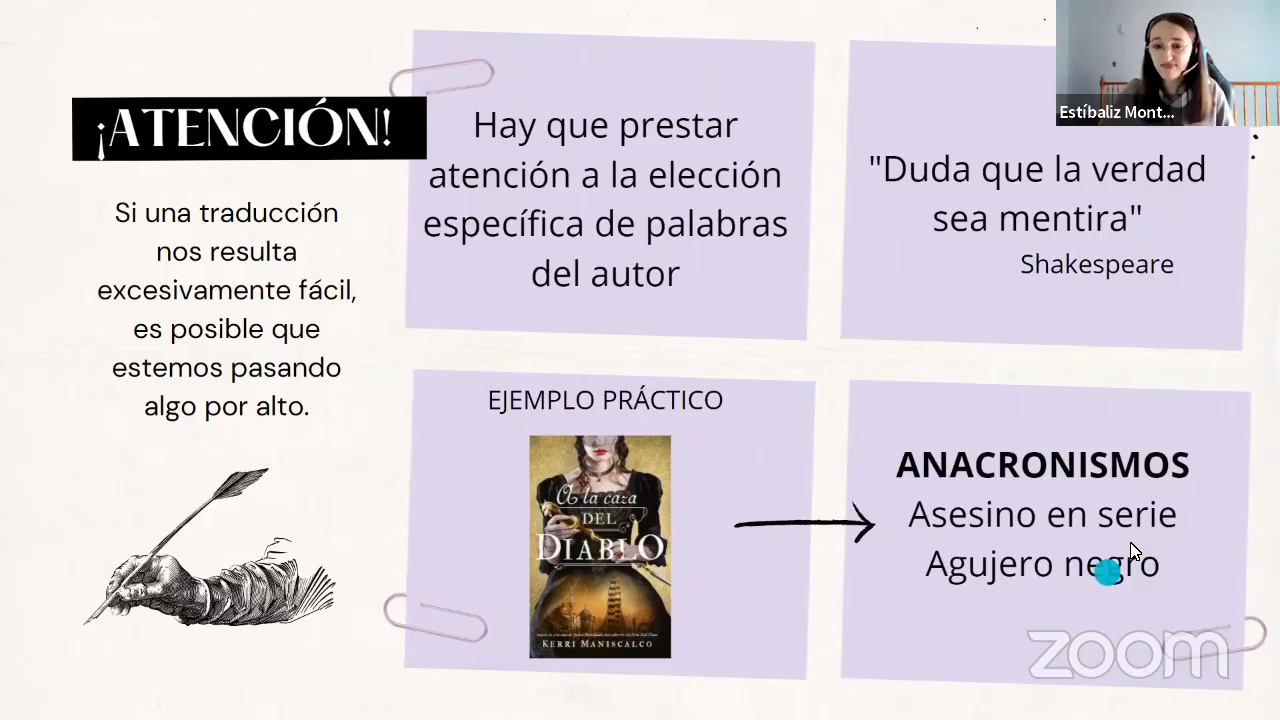 ¡ATENCIÓN!
Si una traducción
nos resulta
excesivamente fácil,
es posible que
estemos pasando
algo por alto.
Hay que prestar
atención a la elección
específica de palabras
del autor
"Duda que la verdad
sea mentira"
Shakespeare
Estíbaliz Mont...
EJEMPLO PRÁCTICO
A la caza
DEL
DIABLO
KERRI MANISCALCO
ANACRONISMOS
Asesino en serie
Agujero negro
zoom